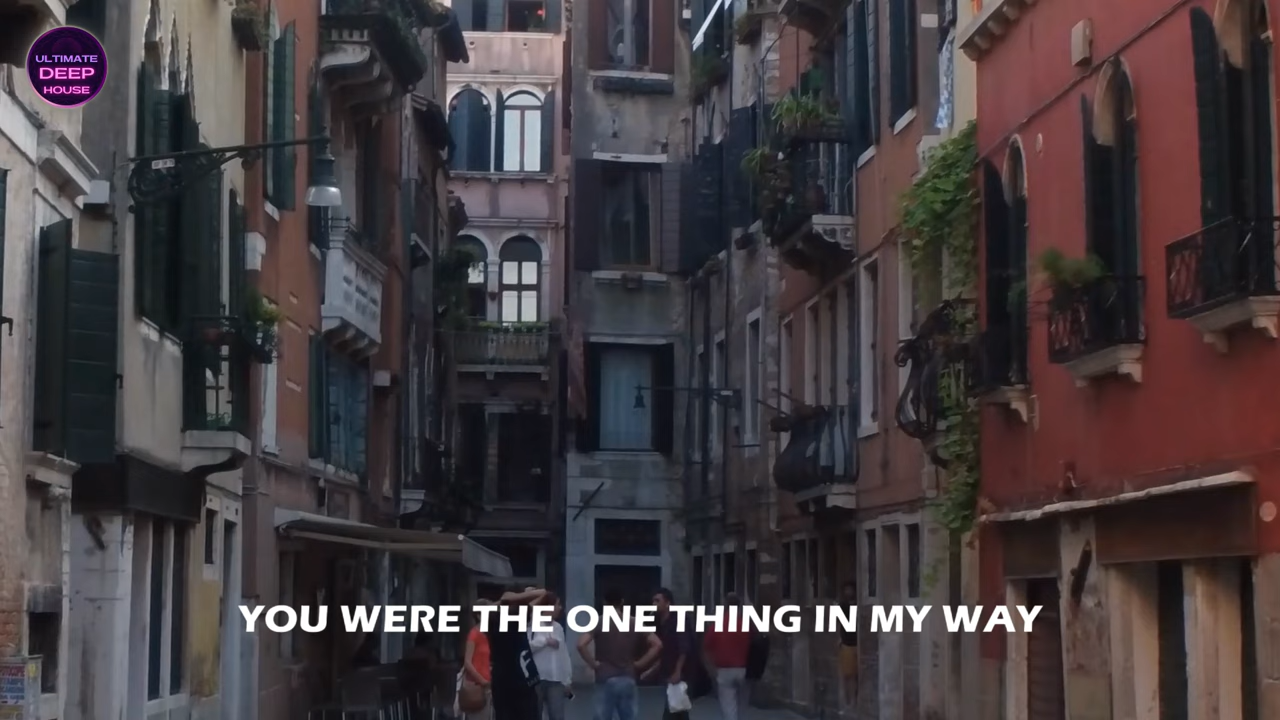 ULTIMATE
DEEP
HOUSE
YOU WERE THE ONE THING IN MY WAY